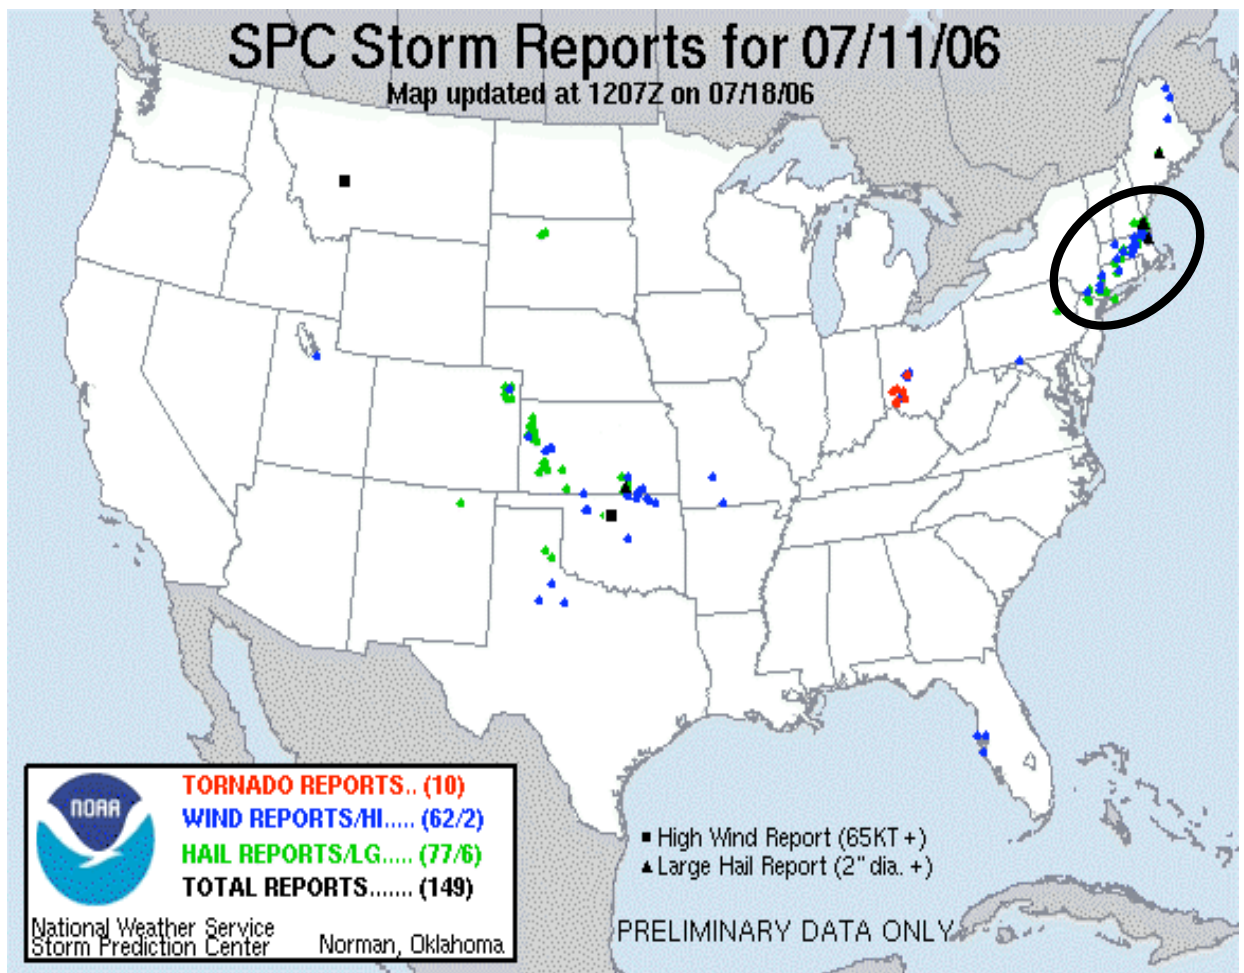 SPC Storm Reports for 07/11/06
Map updated at 1207Z on 07/18/06
NOAA
TORNADO REPORTS.. (10)
WIND REPORTS/HI..... (62/2)
HAIL REPORTS/LG..... (77/6)
TOTAL REPORTS....... (149)
National Weather Service
Storm Prediction Center
Norman, Oklahoma
High Wind Report (65KT +)
Large Hail Report (2" dia. +)
PRELIMINARY DATA ONLY